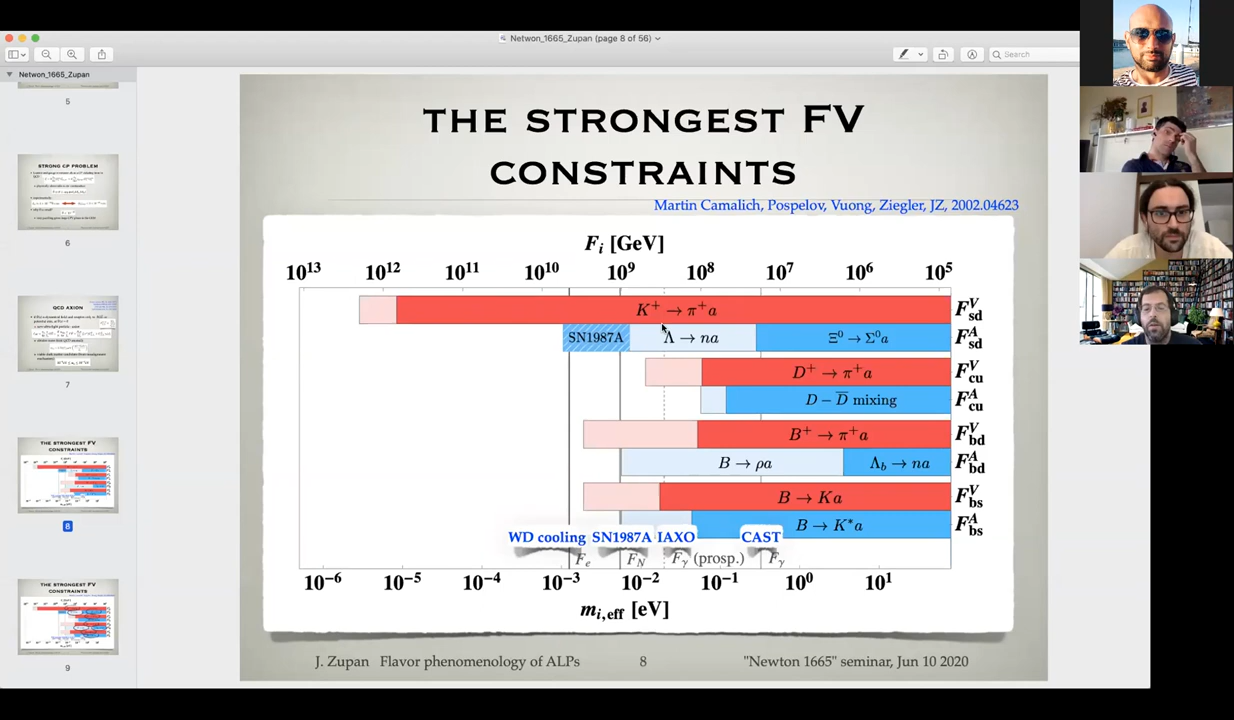 Netwon_1665_Zupan (page 8 of 56)
Search
Netwon_1665_Zupan
5
STRONG CP PROBLEM
6
QCD AXION
7
THE STRONGEST FV
CONSTRAINTS
8
THE STRONGEST FV
CONSTRAINTS
9
THE STRONGEST FV
CONSTRAINTS
Martin Camalich, Pospelov, Vuong, Ziegler, JZ, 2002.04623
F_i [GeV]
10^13 10^12 10^11 10^10 10^9 10^8 10^7 10^6 10^5
K^+ → π^+ a F^V_sd
SN1987A Λ → na Ξ^0 → Σ^0 a F^A_sd
D^+ → π^+ a F^V_cu
D − D̅ mixing F^A_cu
B^+ → π^+ a F^V_bd
B → ρa Λ_b → na F^A_bd
B → Ka F^V_bs
B → K^*a F^A_bs
WD cooling SN1987A IAXO CAST
F_e F_N F_γ (prosp.) F_γ
10^−6 10^−5 10^−4 10^−3 10^−2 10^−1 10^0 10^1
m_i,eff [eV]
J. Zupan Flavor phenomenology of ALPs 8 "Newton 1665" seminar, Jun 10 2020